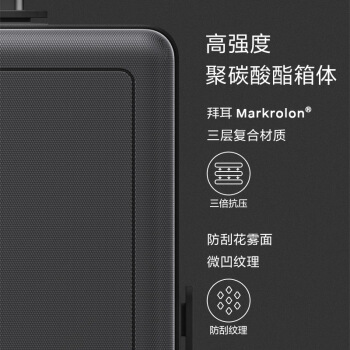 高强度
聚碳酸酯箱体
拜耳 Markrolon®
三层复合材质
三倍抗压
防刮花雾面
微凹纹理
防刮纹理